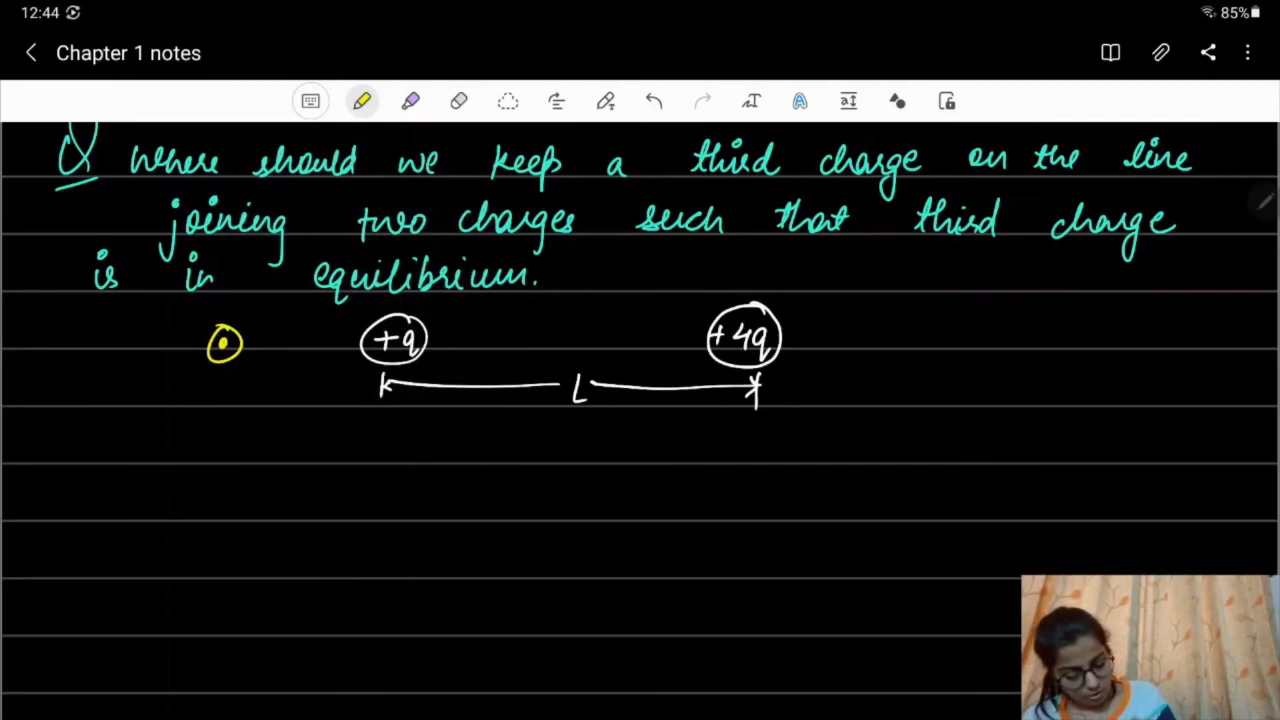 12:44
85%
Chapter 1 notes
Q Where should we keep a third charge on the line
joining two charges such that third charge
is in equilibrium.
+q +4q
L